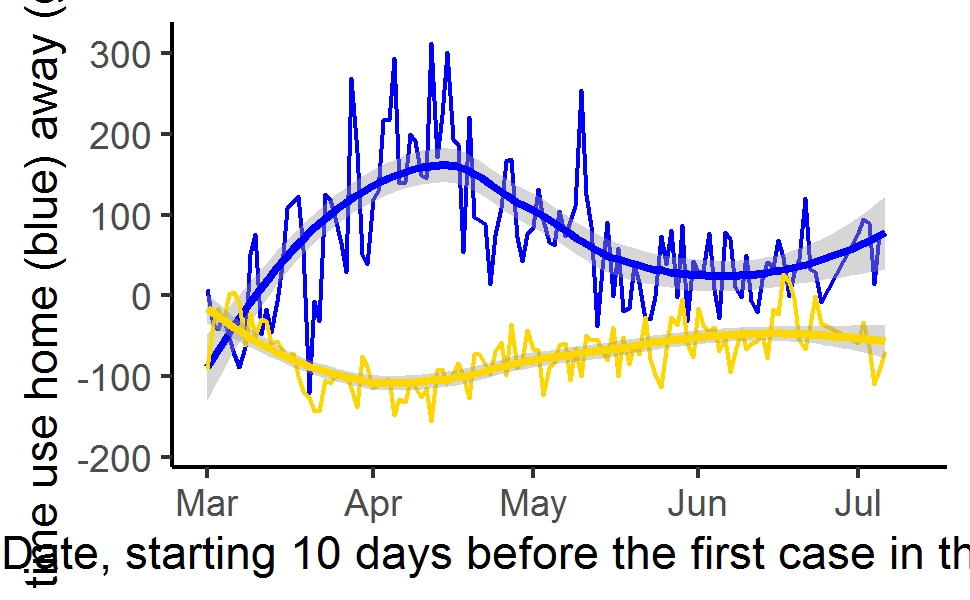 time use home (blue) away (
300
200
100
0
-100
-200
Mar Apr May Jun Jul
Date, starting 10 days before the first case in th